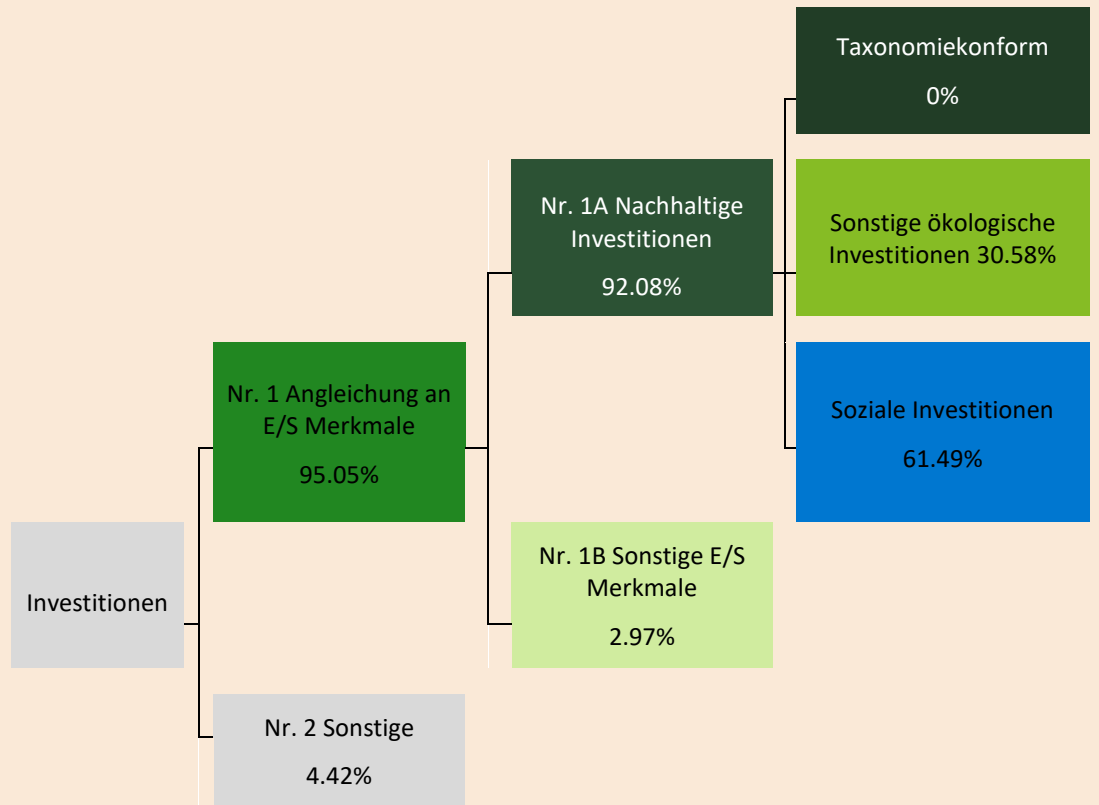 Taxonomiekonform
0%
Nr. 1A Nachhaltige
Investitionen
92.08%
Sonstige ökologische
Investitionen 30.58%
Nr. 1 Angleichung an
E/S Merkmale
95.05%
Soziale Investitionen
61.49%
Investitionen
Nr. 1B Sonstige E/S
Merkmale
2.97%
Nr. 2 Sonstige
4.42%